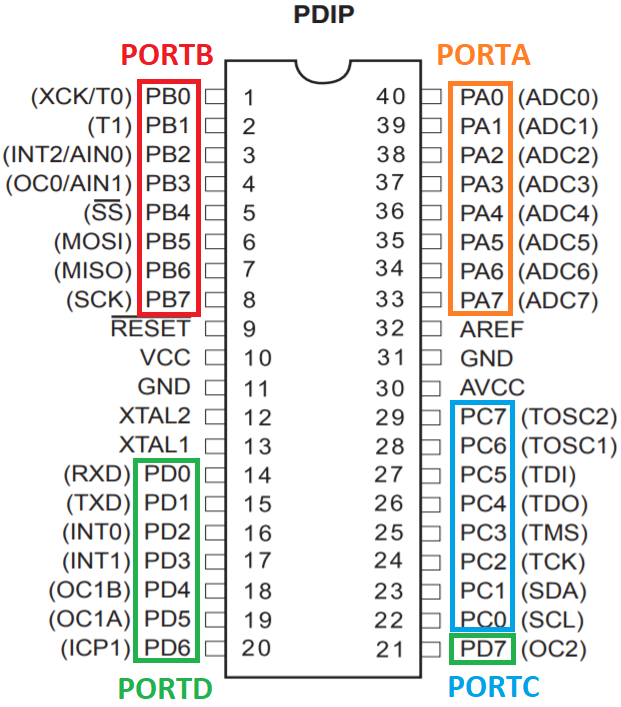 PDIP
PORTB PORTA
(XCK/T0) PB0 1 40 PA0 (ADC0)
(T1) PB1 2 39 PA1 (ADC1)
(INT2/AIN0) PB2 3 38 PA2 (ADC2)
(OC0/AIN1) PB3 4 37 PA3 (ADC3)
(SS) PB4 5 36 PA4 (ADC4)
(MOSI) PB5 6 35 PA5 (ADC5)
(MISO) PB6 7 34 PA6 (ADC6)
(SCK) PB7 8 33 PA7 (ADC7)
RESET 9 32 AREF
VCC 10 31 GND
GND 11 30 AVCC
XTAL2 12 29 PC7 (TOSC2)
XTAL1 13 28 PC6 (TOSC1)
(RXD) PD0 14 27 PC5 (TDI)
(TXD) PD1 15 26 PC4 (TDO)
(INT0) PD2 16 25 PC3 (TMS)
(INT1) PD3 17 24 PC2 (TCK)
(OC1B) PD4 18 23 PC1 (SDA)
(OC1A) PD5 19 22 PC0 (SCL)
(ICP1) PD6 20 21 PD7 (OC2)
PORTD PORTC